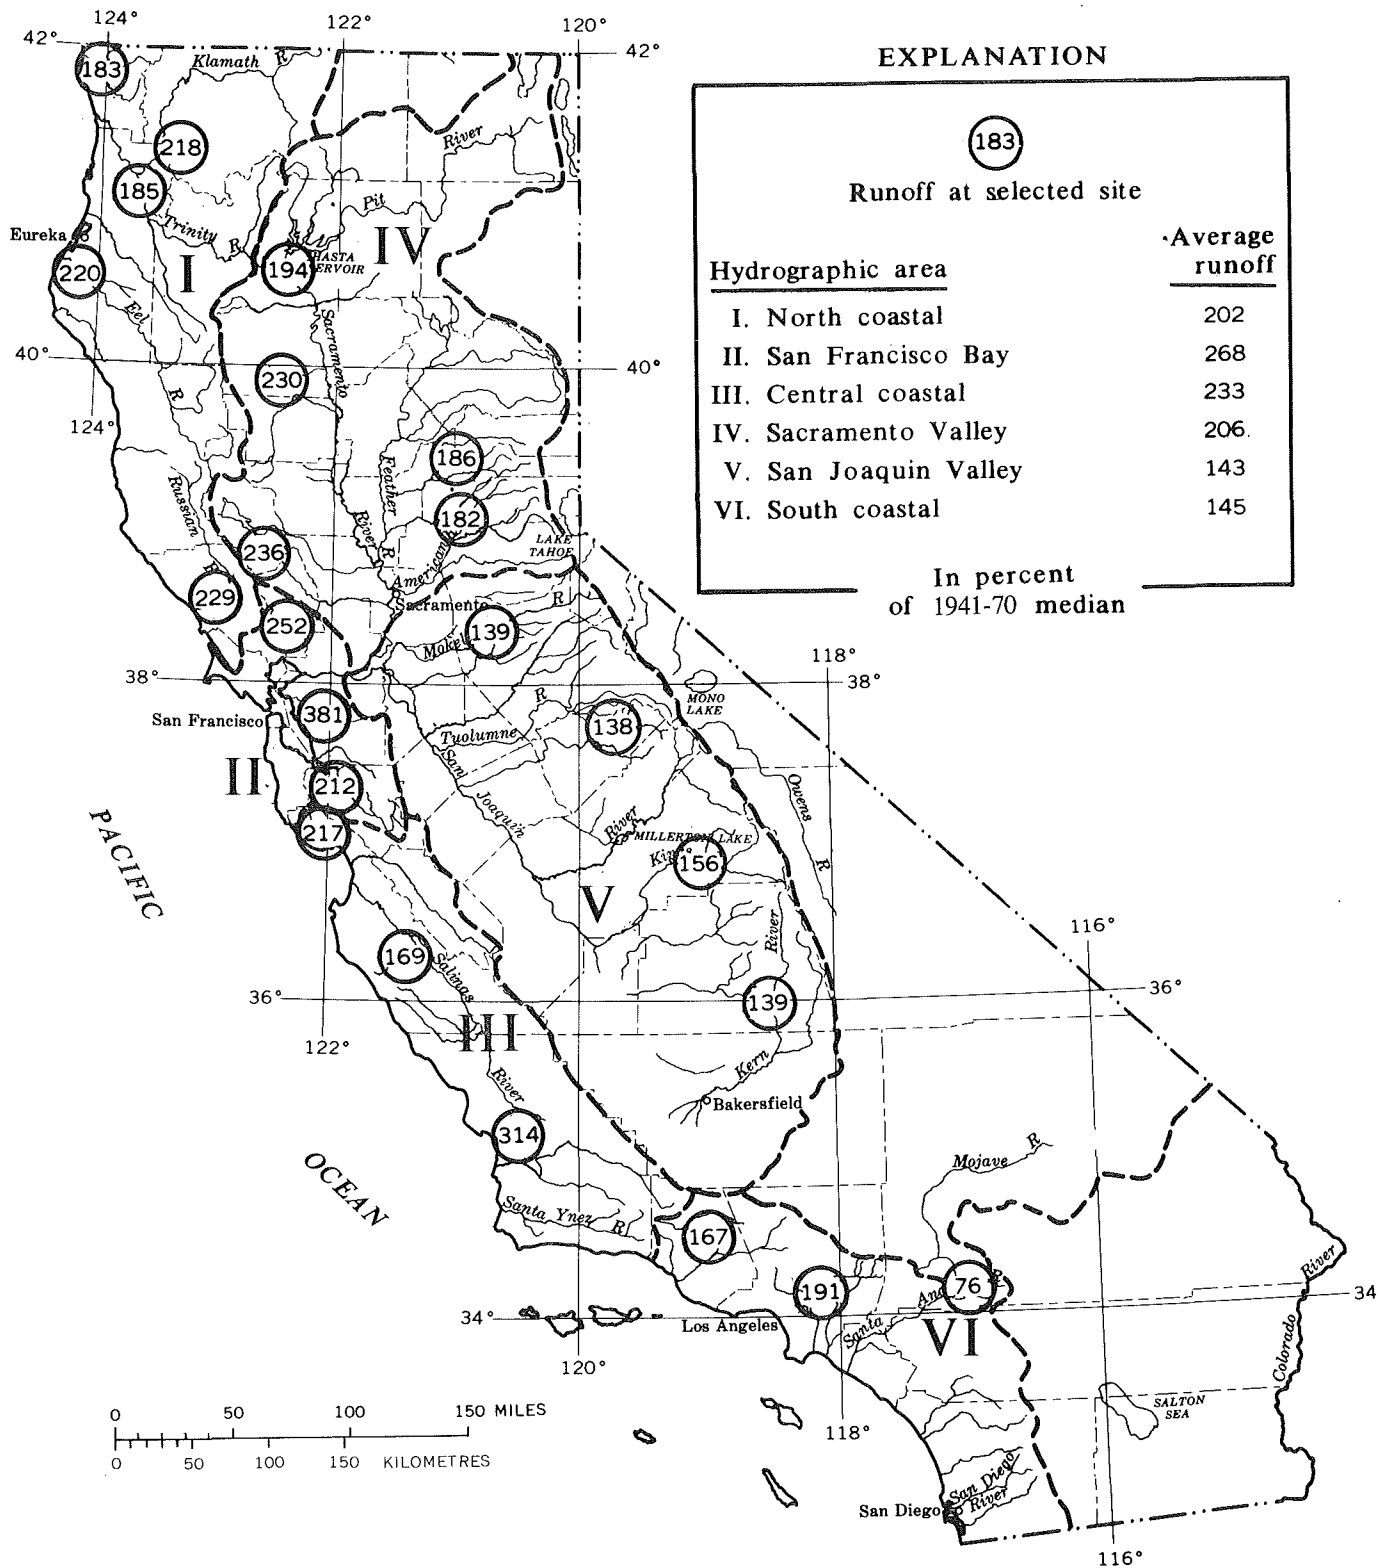 124°
122°
120°
42°
42°
EXPLANATION
183
Klamath R
183
218
River
Runoff at selected site
185
Pit
Average
runoff
Trinity R
Hydrographic area
Eureka
IV
SHASTA
RESERVOIR
220
I
194
I. North coastal 202
Eel
R
Sacramento
II. San Francisco Bay 268
40°
40°
230
III. Central coastal 233
124°
IV. Sacramento Valley 206
186
Feather
R
V. San Joaquin Valley 143
Russian
R
River
182
VI. South coastal 145
236
American
LAKE
TAHOE
In percent
of 1941-70 median
229
Sacramento
252
139
R
118°
38°
38°
MONO
LAKE
381
San Francisco
R
138
Tuolumne
San
Joaquin
River
II
212
Owens
R
217
MILLERTON LAKE
PACIFIC
156
V
River
116°
169
Salinas
36°
36°
139
III
122°
Kern
River
Bakersfield
314
Mojave R
OCEAN
Santa Ynez R
167
River
191
76
R
Ana
34°
34
Los Angeles
Santa
VI
Colorado
120°
SALTON
SEA
0 50 100 150 MILES
118°
0 50 100 150 KILOMETRES
San Diego
River
San Diego
116°